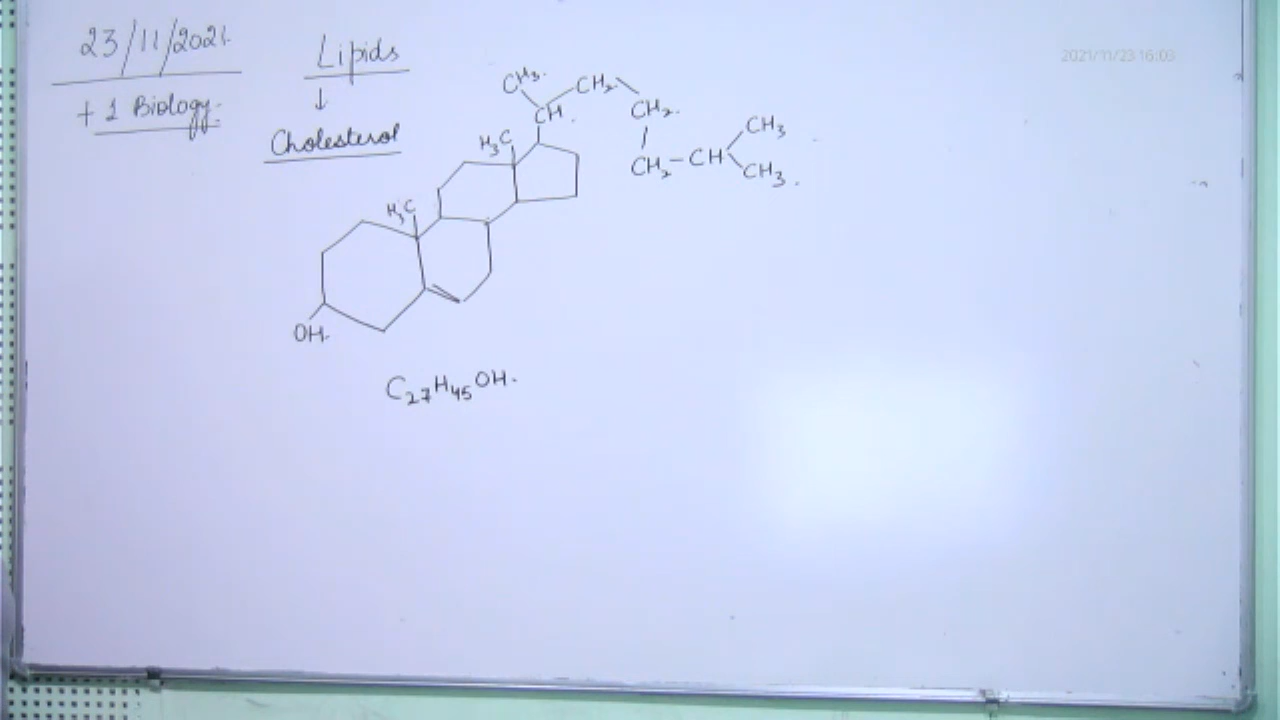 23/11/2021
+1 Biology.
Lipids
↓
Cholesterol
2021/11/23 16:03
CH3.
CH2
CH.
CH2.
CH3
CH2-CH
CH3.
H3C
H3C
OH.
C27H45OH.